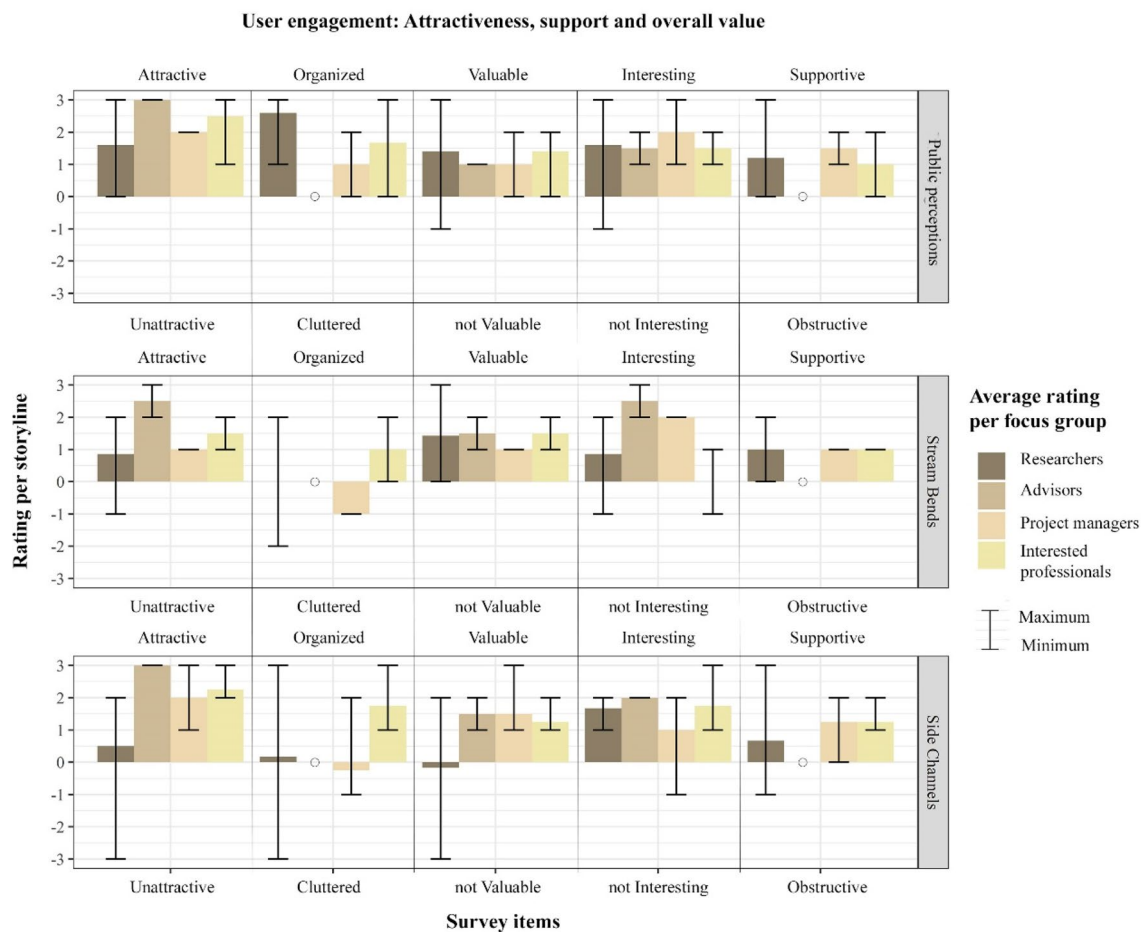 User engagement: Attractiveness, support and overall value
Attractive Organized Valuable Interesting Supportive
3
2
1
0
-1
-2
-3
Public perceptions
Unattractive Cluttered not Valuable not Interesting Obstructive
Attractive Organized Valuable Interesting Supportive
3
2
1
0
-1
-2
-3
Stream Bends
Unattractive Cluttered not Valuable not Interesting Obstructive
Attractive Organized Valuable Interesting Supportive
3
2
1
0
-1
-2
-3
Side Channels
Unattractive Cluttered not Valuable not Interesting Obstructive
Rating per storyline
Survey items
Average rating
per focus group
Researchers
Advisors
Project managers
Interested
professionals
Maximum
Minimum